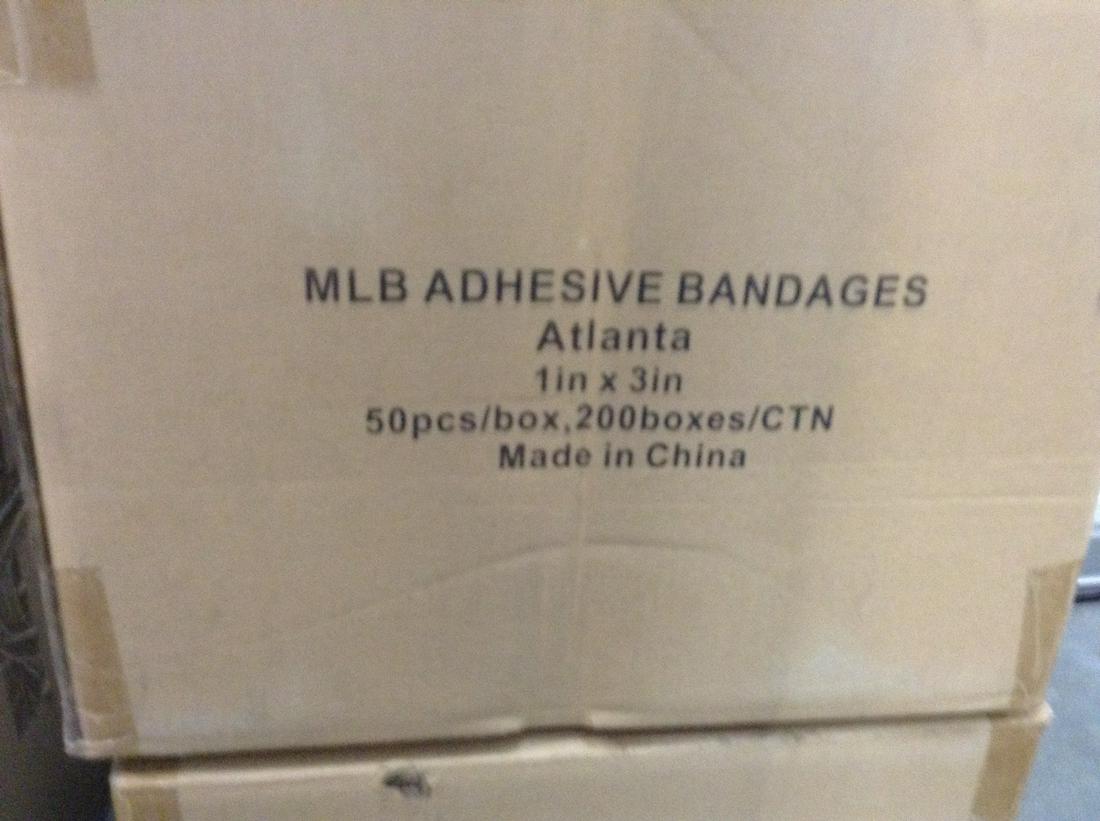 MLB ADHESIVE BANDAGES
Atlanta
1in x 3in
50pcs/box,200boxes/CTN
Made in China